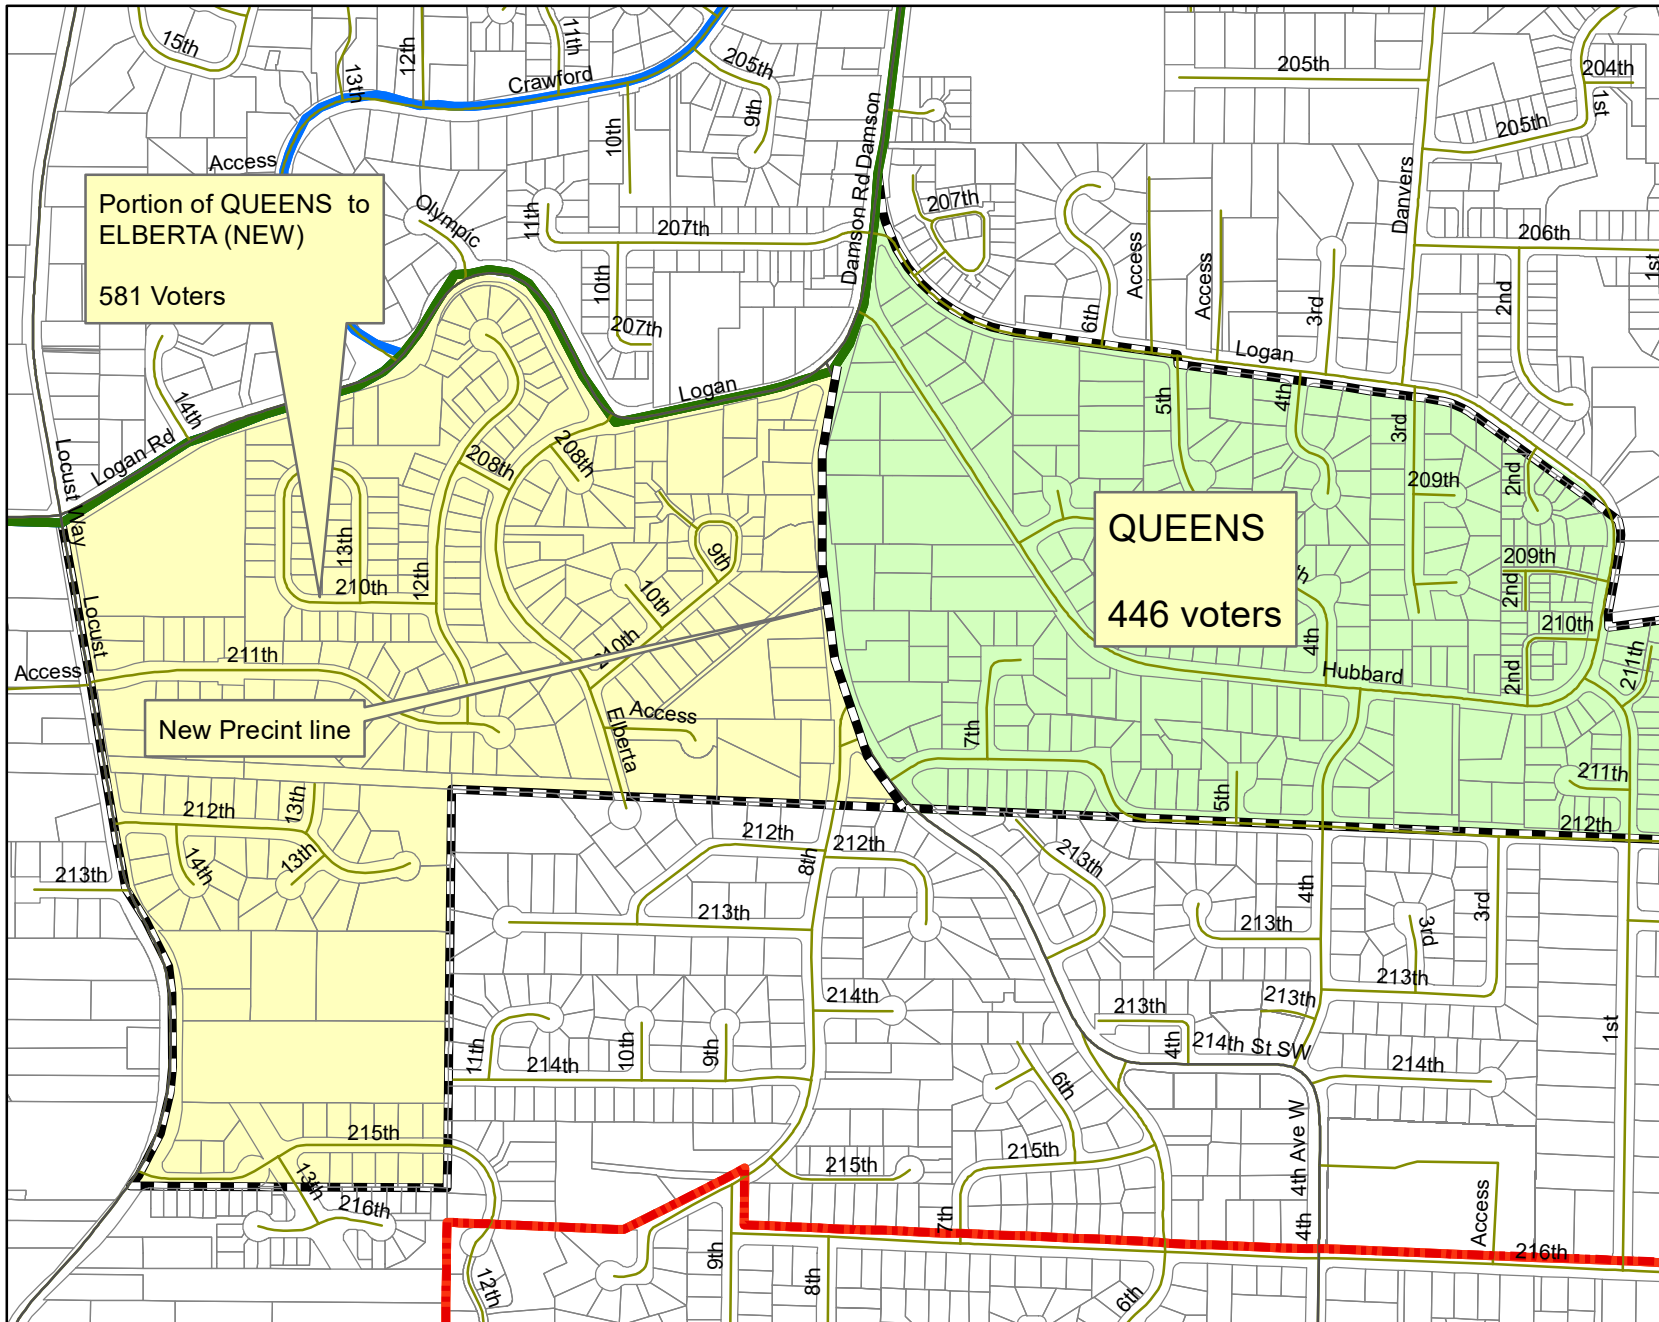 15th
13th
12th
11th
Crawford
205th
9th
10th
Access
Damson Rd Damson
205th
204th
1st
205th
Danvers
Portion of QUEENS to
ELBERTA (NEW)
581 Voters
Olympic
11th
207th
10th
207th
207th
Access
Access
6th
3rd
206th
2nd
1st
14th
Logan
Logan
Logan Rd
Locust Way
208th
208th
5th
4th
3rd
209th
2nd
QUEENS
446 voters
13th
210th
12th
9th
10th
210th
209th
2nd
210th
2nd
211th
4th
Hubbard
Locust
Access
211th
New Precint line
Access
Elberta
7th
5th
211th
212th
212th
13th
13th
14th
213th
212th
212th
8th
213th
213th
4th
213th
3rd
3rd
213th
214th
213th
213th
4th
214th St SW
1st
11th
214th
10th
9th
6th
214th
215th
13th
216th
215th
215th
4th Ave W
4th
7th
Access
216th
12th
9th
8th
6th